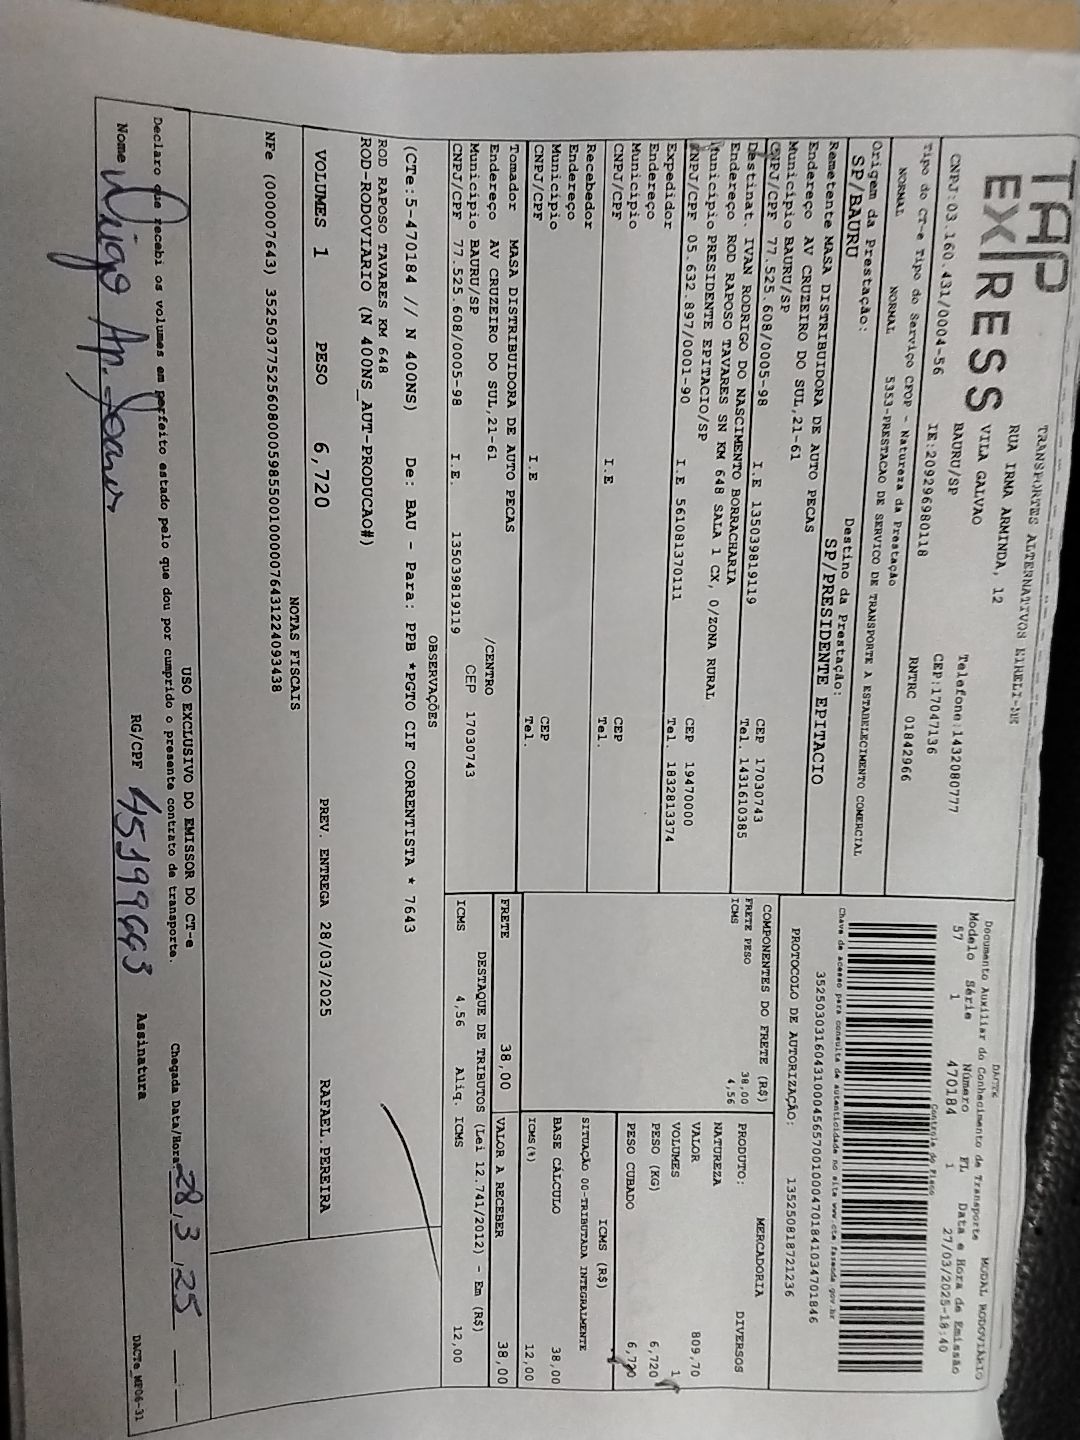 TRANSPORTES ALTERNATIVOS EIRELI-ME
TAP EXPRESS
RUA IRMA ARMINDA, 12
VILA GALVAO Telefone:1432080777
BAURU/SP CEP:17047136
CNPJ:03.160.431/0004-56 IE:209296980118 RNTRC 01842966
Tipo do CT-e Tipo do Serviço CFOP - Natureza da Prestação
NORMAL NORMAL 5353-PRESTACAO DE SERVICO DE TRANSPORTE A ESTABELECIMENTO COMERCIAL
Origem da Prestação: Destino da Prestação:
SP/BAURU SP/PRESIDENTE EPITACIO
DACTE MODAL RODOVIÁRIO
Documento Auxiliar do Conhecimento de Transporte
Modelo Série Número FL Data e Hora de Emissão
57 1 470184 1 27/03/2025-18:40
Controle do Fisco
Chave de acesso para consulta de autenticidade no site www.cte.fazenda.gov.br
PROTOCOLO DE AUTORIZAÇÃO: 135250818721236
Remetente MASA DISTRIBUIDORA DE AUTO PECAS
Endereço AV CRUZEIRO DO SUL,21-61
Município BAURU/SP CEP 17030743
CNPJ/CPF 77.525.608/0005-98 I.E 135039819119 Tel. 1431610385
Destinat. IVAN RODRIGO DO NASCIMENTO BORRACHARIA
Endereço ROD RAPOSO TAVARES SN KM 648 SALA 1 CX, 0/ZONA RURAL
Município PRESIDENTE EPITACIO/SP CEP 19470000
CNPJ/CPF 05.632.897/0001-90 I.E 561081370111 Tel. 1832813374
Expedidor
Endereço
Município CEP
CNPJ/CPF I.E Tel.
Recebedor
Endereço
Município CEP
CNPJ/CPF I.E Tel.
Tomador MASA DISTRIBUIDORA DE AUTO PECAS
Endereço AV CRUZEIRO DO SUL,21-61 /CENTRO
Município BAURU/SP CEP 17030743
CNPJ/CPF 77.525.608/0005-98 I.E. 135039819119
PRODUTO: MERCADORIA DIVERSOS
NATUREZA
VALOR 809,70
VOLUMES 1
PESO (KG) 6,720
PESO CUBADO 6,720
COMPONENTES DO FRETE (R$)
FRETE PESO 38,00
ICMS 4,56
ICMS (R$)
SITUAÇÃO 00-TRIBUTADA INTEGRALMENTE
BASE CÁLCULO 38,00
ICMS(%) 12,00
FRETE 38,00 VALOR A RECEBER 38,00
DESTAQUE DE TRIBUTOS (Lei 12.741/2012) - Em (R$)
ICMS 4,56 Aliq. ICMS 12,00
OBSERVAÇÕES
(CTe:5-470184 // N 400NS) De: BAU - Para: PPB *PGTO CIF CORRENTISTA * 7643
ROD RAPOSO TAVARES KM 648
ROD-RODOVIARIO (N 400NS_AUT-PRODUCAO#)
VOLUMES 1 PESO 6,720 PREV. ENTREGA 28/03/2025 RAFAEL.PEREIRA
NOTAS FISCAIS
NFe (000007643) 35250377525608000598550010000076431224093438
USO EXCLUSIVO DO EMISSOR DO CT-e
Declaro que recebi os volumes em perfeito estado pelo que dou por cumprido o presente contrato de transporte. Chegada Data/Hora: 28/3/25
Nome RG/CPF Assinatura
DACTe_MP06-31